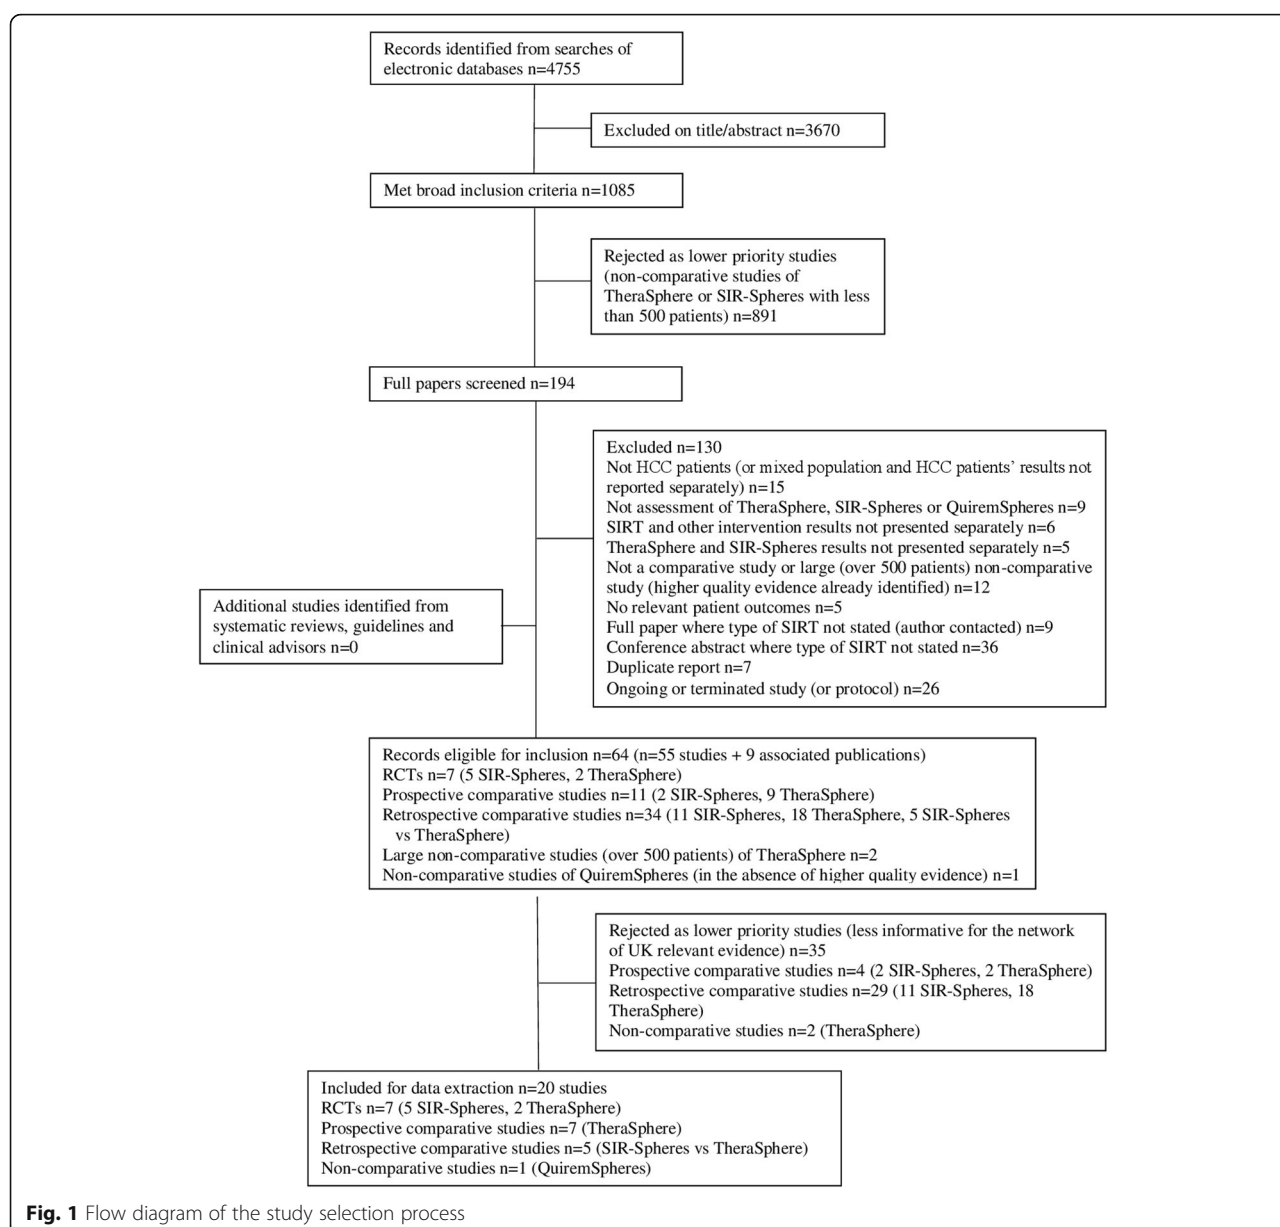 Records identified from searches of
electronic databases n=4755
Excluded on title/abstract n=3670
Met broad inclusion criteria n=1085
Rejected as lower priority studies
(non-comparative studies of
TheraSphere or SIR-Spheres with less
than 500 patients) n=891
Full papers screened n=194
Excluded n=130
Not HCC patients (or mixed population and HCC patients’ results not
reported separately) n=15
Not assessment of TheraSphere, SIR-Spheres or QuiremSpheres n=9
SIRT and other intervention results not presented separately n=6
TheraSphere and SIR-Spheres results not presented separately n=5
Not a comparative study or large (over 500 patients) non-comparative
study (higher quality evidence already identified) n=12
No relevant patient outcomes n=5
Full paper where type of SIRT not stated (author contacted) n=9
Conference abstract where type of SIRT not stated n=36
Duplicate report n=7
Ongoing or terminated study (or protocol) n=26
Additional studies identified from
systematic reviews, guidelines and
clinical advisors n=0
Records eligible for inclusion n=64 (n=55 studies + 9 associated publications)
RCTs n=7 (5 SIR-Spheres, 2 TheraSphere)
Prospective comparative studies n=11 (2 SIR-Spheres, 9 TheraSphere)
Retrospective comparative studies n=34 (11 SIR-Spheres, 18 TheraSphere, 5 SIR-Spheres
vs TheraSphere)
Large non-comparative studies (over 500 patients) of TheraSphere n=2
Non-comparative studies of QuiremSpheres (in the absence of higher quality evidence) n=1
Rejected as lower priority studies (less informative for the network
of UK relevant evidence) n=35
Prospective comparative studies n=4 (2 SIR-Spheres, 2 TheraSphere)
Retrospective comparative studies n=29 (11 SIR-Spheres, 18
TheraSphere)
Non-comparative studies n=2 (TheraSphere)
Included for data extraction n=20 studies
RCTs n=7 (5 SIR-Spheres, 2 TheraSphere)
Prospective comparative studies n=7 (TheraSphere)
Retrospective comparative studies n=5 (SIR-Spheres vs TheraSphere)
Non-comparative studies n=1 (QuiremSpheres)
Fig. 1 Flow diagram of the study selection process